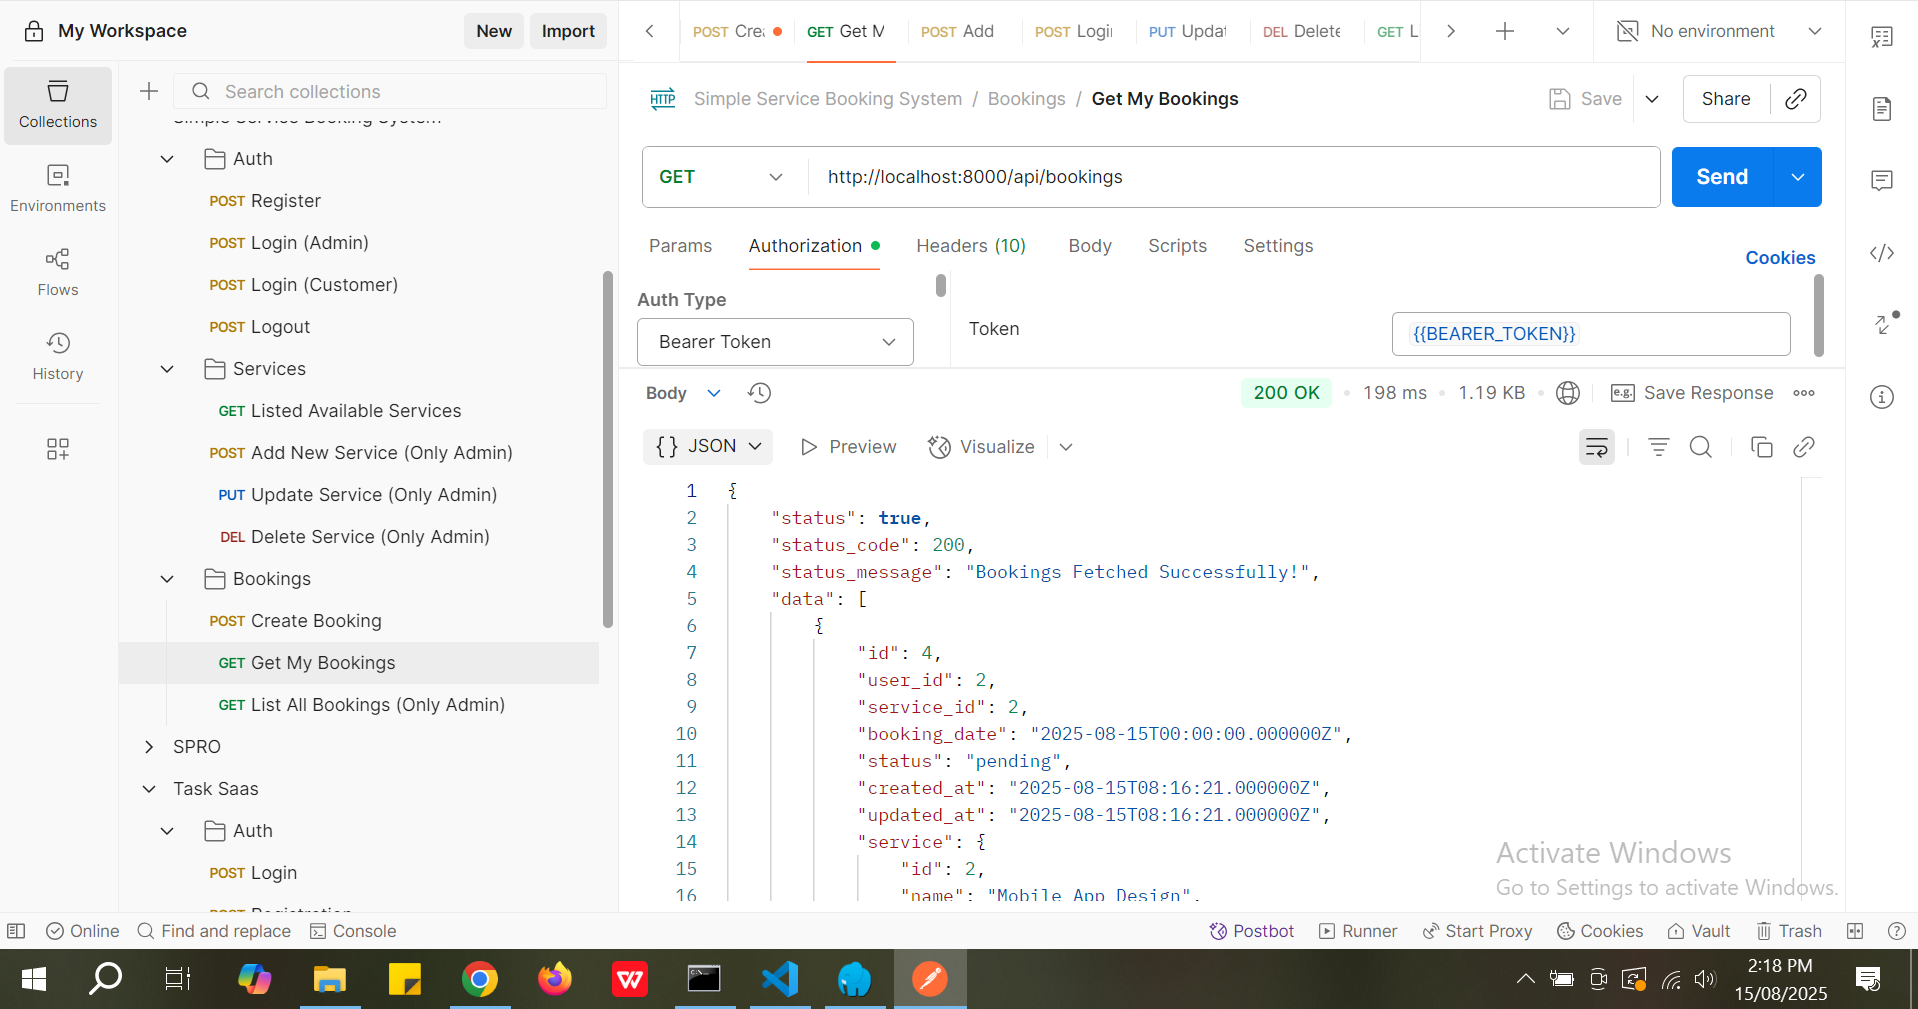 My Workspace
New
Import
POST Cre
GET Get M
POST Add
POST Logi
PUT Updat
DEL Delete
GET L
No environment
Collections
Environments
Flows
History
Search collections
Simple Service Booking System
Auth
POST Register
POST Login (Admin)
POST Login (Customer)
POST Logout
Services
GET Listed Available Services
POST Add New Service (Only Admin)
PUT Update Service (Only Admin)
DEL Delete Service (Only Admin)
Bookings
POST Create Booking
GET Get My Bookings
GET List All Bookings (Only Admin)
SPRO
Task Saas
Auth
POST Login
POST Registration
HTTP Simple Service Booking System / Bookings / Get My Bookings
Save
Share
GET http://localhost:8000/api/bookings
Send
Params Authorization Headers (10) Body Scripts Settings
Cookies
Auth Type
Bearer Token
Token
{{BEARER_TOKEN}}
Body
200 OK • 198 ms • 1.19 KB •
e.g. Save Response
{} JSON Preview Visualize
1 {
2 "status": true,
3 "status_code": 200,
4 "status_message": "Bookings Fetched Successfully!",
5 "data": [
6 {
7 "id": 4,
8 "user_id": 2,
9 "service_id": 2,
10 "booking_date": "2025-08-15T00:00:00.000000Z",
11 "status": "pending",
12 "created_at": "2025-08-15T08:16:21.000000Z",
13 "updated_at": "2025-08-15T08:16:21.000000Z",
14 "service": {
15 "id": 2,
16 "name": "Mobile App Design",
Activate Windows
Go to Settings to activate Windows.
Online
Find and replace
Console
Postbot
Runner
Start Proxy
Cookies
Vault
Trash
2:18 PM
15/08/2025